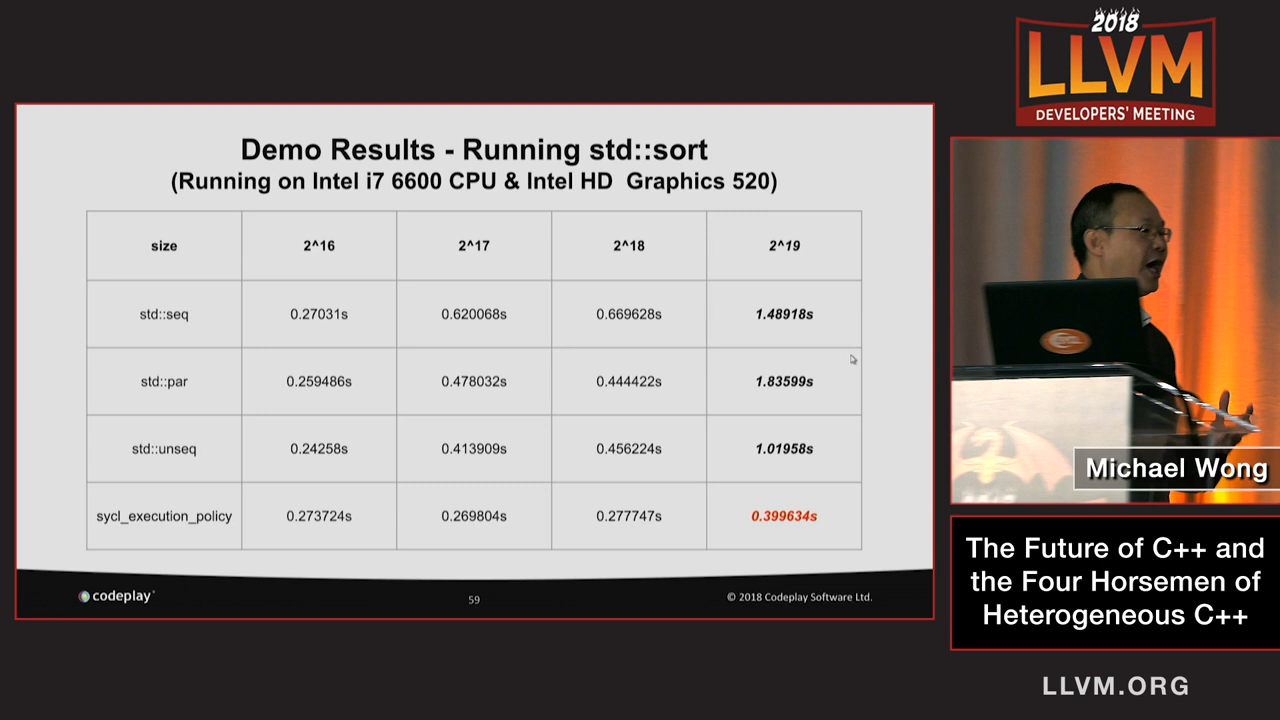 2018
LLVM
DEVELOPERS' MEETING
Demo Results - Running std::sort
(Running on Intel i7 6600 CPU & Intel HD Graphics 520)
size 2^16 2^17 2^18 2^19
std::seq 0.27031s 0.620068s 0.669628s 1.48918s
std::par 0.259486s 0.478032s 0.444422s 1.83599s
std::unseq 0.24258s 0.413909s 0.456224s 1.01958s
sycl_execution_policy 0.273724s 0.269804s 0.277747s 0.399634s
codeplay
59
© 2018 Codeplay Software Ltd.
Michael Wong
The Future of C++ and
the Four Horsemen of
Heterogeneous C++
LLVM.ORG